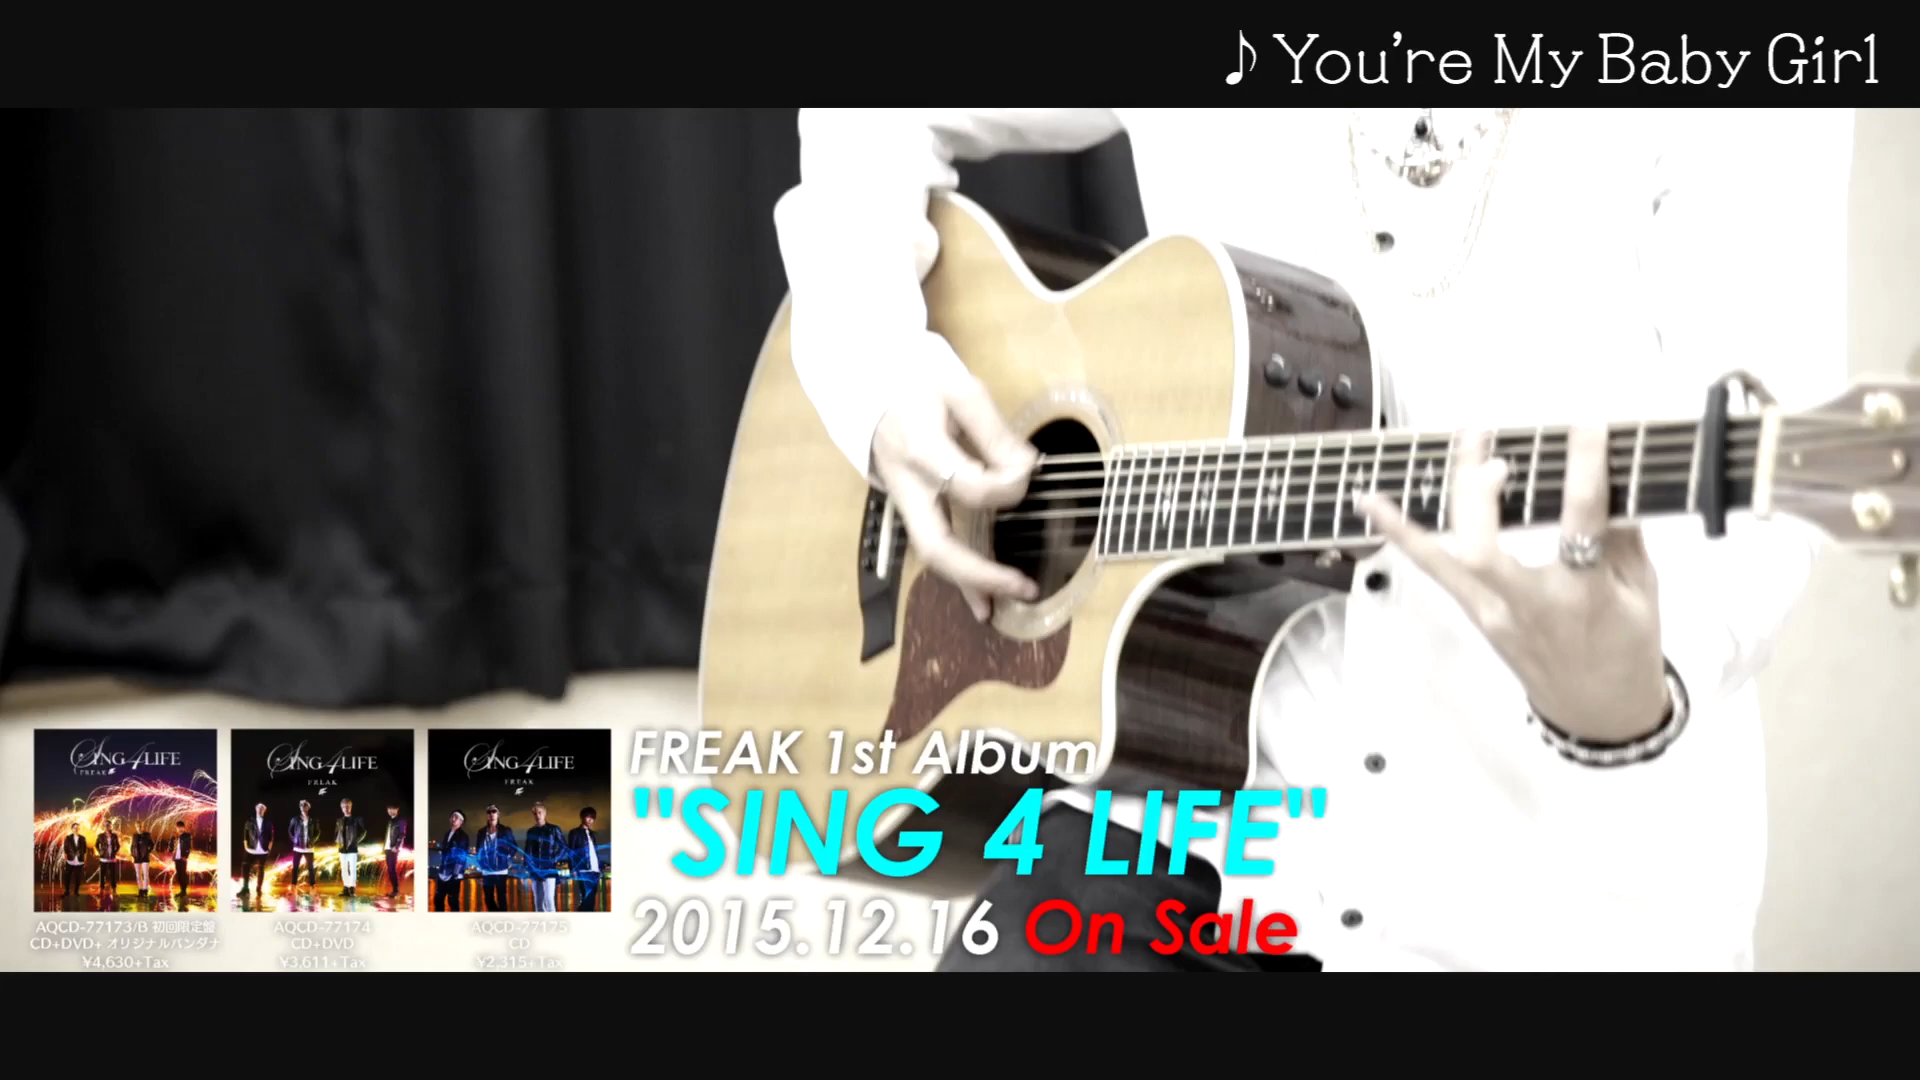 ♪ You're My Baby Girl
SING 4 LIFE
FREAK
SING 4 LIFE
FREAK
SING 4 LIFE
FREAK
AQCD-77173/B 初回限定盤
CD+DVD+ オリジナルバンダナ
¥4,630+Tax
AQCD-77174
CD+DVD
¥3,611+Tax
AQCD-77175
CD
¥2,315+Tax
FREAK 1st Album
"SING 4 LIFE"
2015.12.16 On Sale